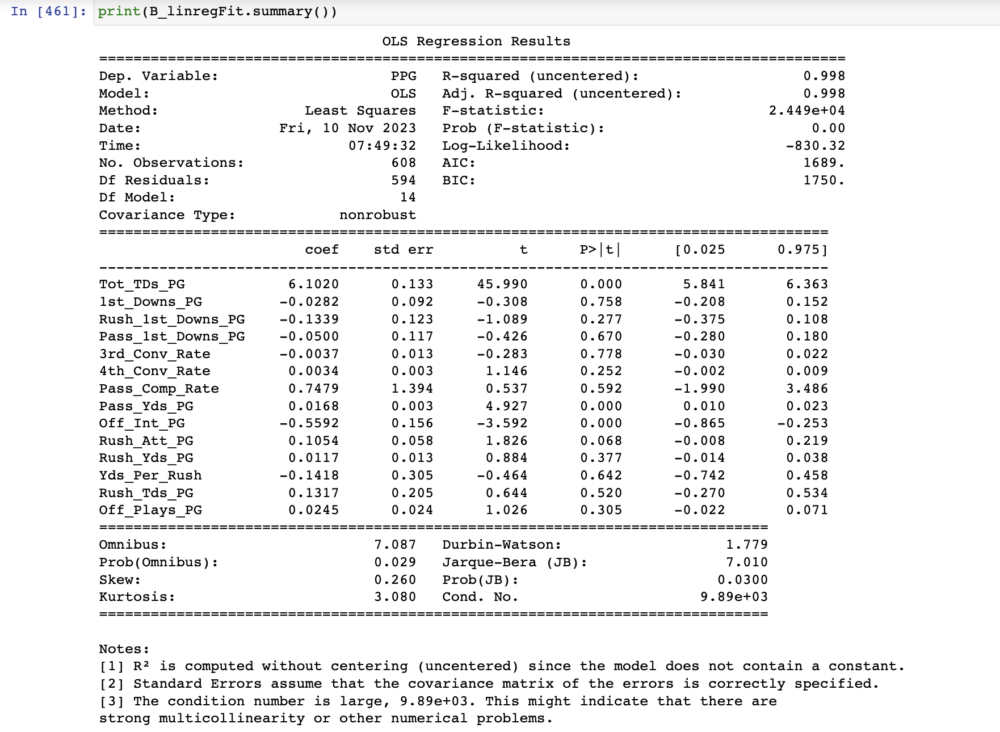 In [461]: print(B_linregFit.summary())
OLS Regression Results
==============================================================================
Dep. Variable: PPG R-squared (uncentered): 0.998
Model: OLS Adj. R-squared (uncentered): 0.998
Method: Least Squares F-statistic: 2.449e+04
Date: Fri, 10 Nov 2023 Prob (F-statistic): 0.00
Time: 07:49:32 Log-Likelihood: -830.32
No. Observations: 608 AIC: 1689.
Df Residuals: 594 BIC: 1750.
Df Model: 14
Covariance Type: nonrobust
==============================================================================
coef std err t P>|t| [0.025 0.975]
------------------------------------------------------------------------------
Tot_TDs_PG 6.1020 0.133 45.990 0.000 5.841 6.363
1st_Downs_PG -0.0282 0.092 -0.308 0.758 -0.208 0.152
Rush_1st_Downs_PG -0.1339 0.123 -1.089 0.277 -0.375 0.108
Pass_1st_Downs_PG -0.0500 0.117 -0.426 0.670 -0.280 0.180
3rd_Conv_Rate -0.0037 0.013 -0.283 0.778 -0.030 0.022
4th_Conv_Rate 0.0034 0.003 1.146 0.252 -0.002 0.009
Pass_Comp_Rate 0.7479 1.394 0.537 0.592 -1.990 3.486
Pass_Yds_PG 0.0168 0.003 4.927 0.000 0.010 0.023
Off_Int_PG -0.5592 0.156 -3.592 0.000 -0.865 -0.253
Rush_Att_PG 0.1054 0.058 1.826 0.068 -0.008 0.219
Rush_Yds_PG 0.0117 0.013 0.884 0.377 -0.014 0.038
Yds_Per_Rush -0.1418 0.305 -0.464 0.642 -0.742 0.458
Rush_Tds_PG 0.1317 0.205 0.644 0.520 -0.270 0.534
Off_Plays_PG 0.0245 0.024 1.026 0.305 -0.022 0.071
==============================================================================
Omnibus: 7.087 Durbin-Watson: 1.779
Prob(Omnibus): 0.029 Jarque-Bera (JB): 7.010
Skew: 0.260 Prob(JB): 0.0300
Kurtosis: 3.080 Cond. No. 9.89e+03
==============================================================================
Notes:
[1] R² is computed without centering (uncentered) since the model does not contain a constant.
[2] Standard Errors assume that the covariance matrix of the errors is correctly specified.
[3] The condition number is large, 9.89e+03. This might indicate that there are
strong multicollinearity or other numerical problems.